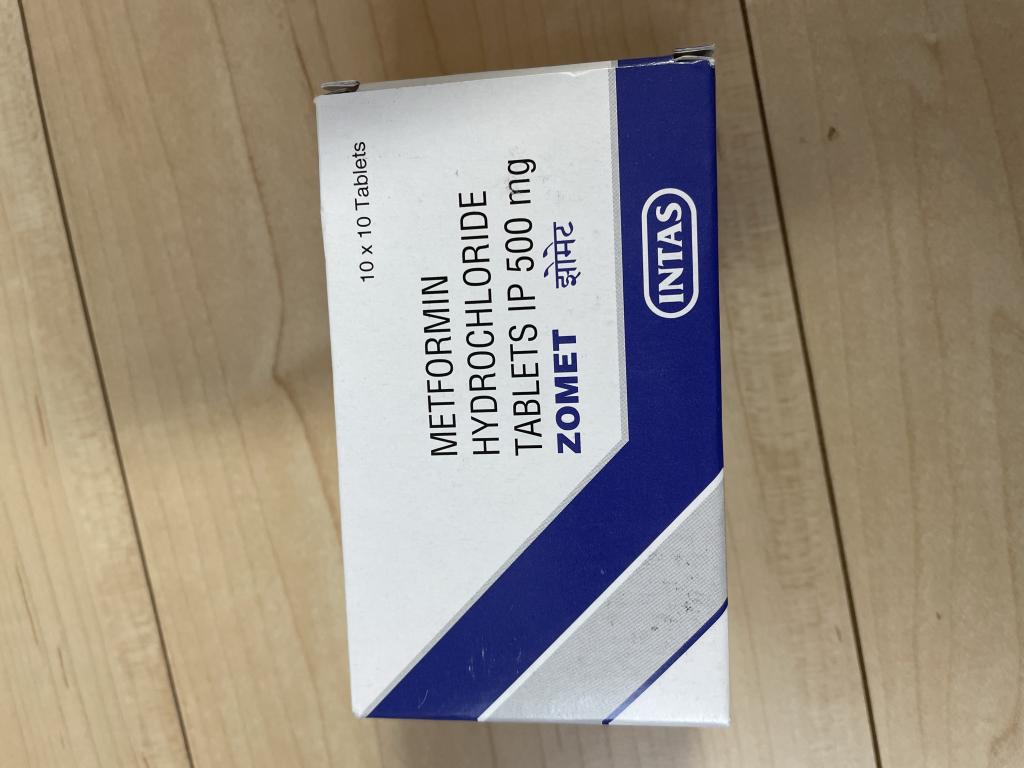 10 x 10 Tablets
METFORMIN
HYDROCHLORIDE
TABLETS IP 500 mg
ZOMET झोमेट
INTAS